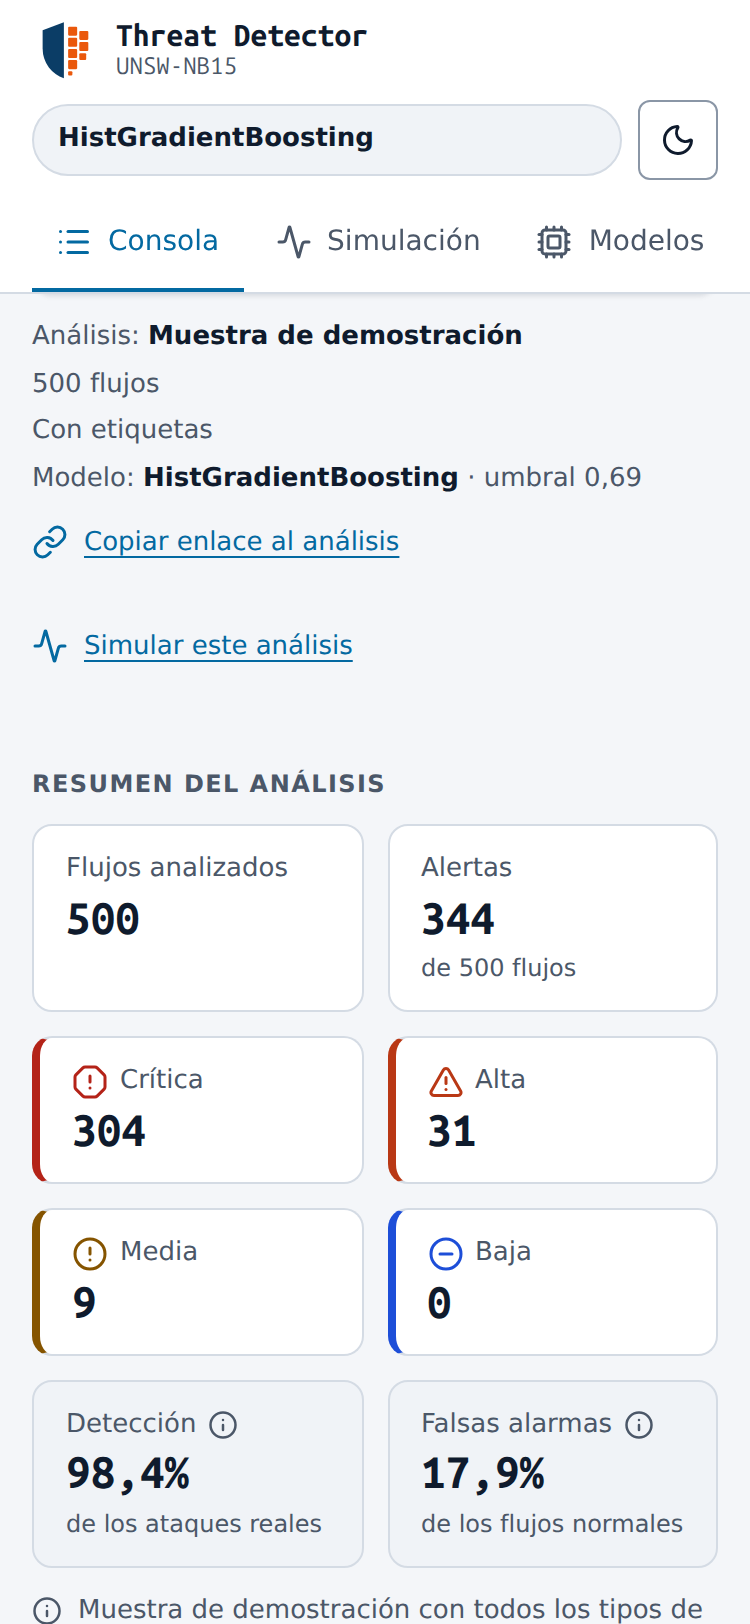 Threat Detector
UNSW-NB15
HistGradientBoosting
Consola
Simulación
Modelos
Análisis: Muestra de demostración
500 flujos
Con etiquetas
Modelo: HistGradientBoosting · umbral 0,69
Copiar enlace al análisis
Simular este análisis
RESUMEN DEL ANÁLISIS
Flujos analizados
500
Alertas
344
de 500 flujos
Crítica
304
Alta
31
Media
9
Baja
0
Detección
98,4%
de los ataques reales
Falsas alarmas
17,9%
de los flujos normales
Muestra de demostración con todos los tipos de